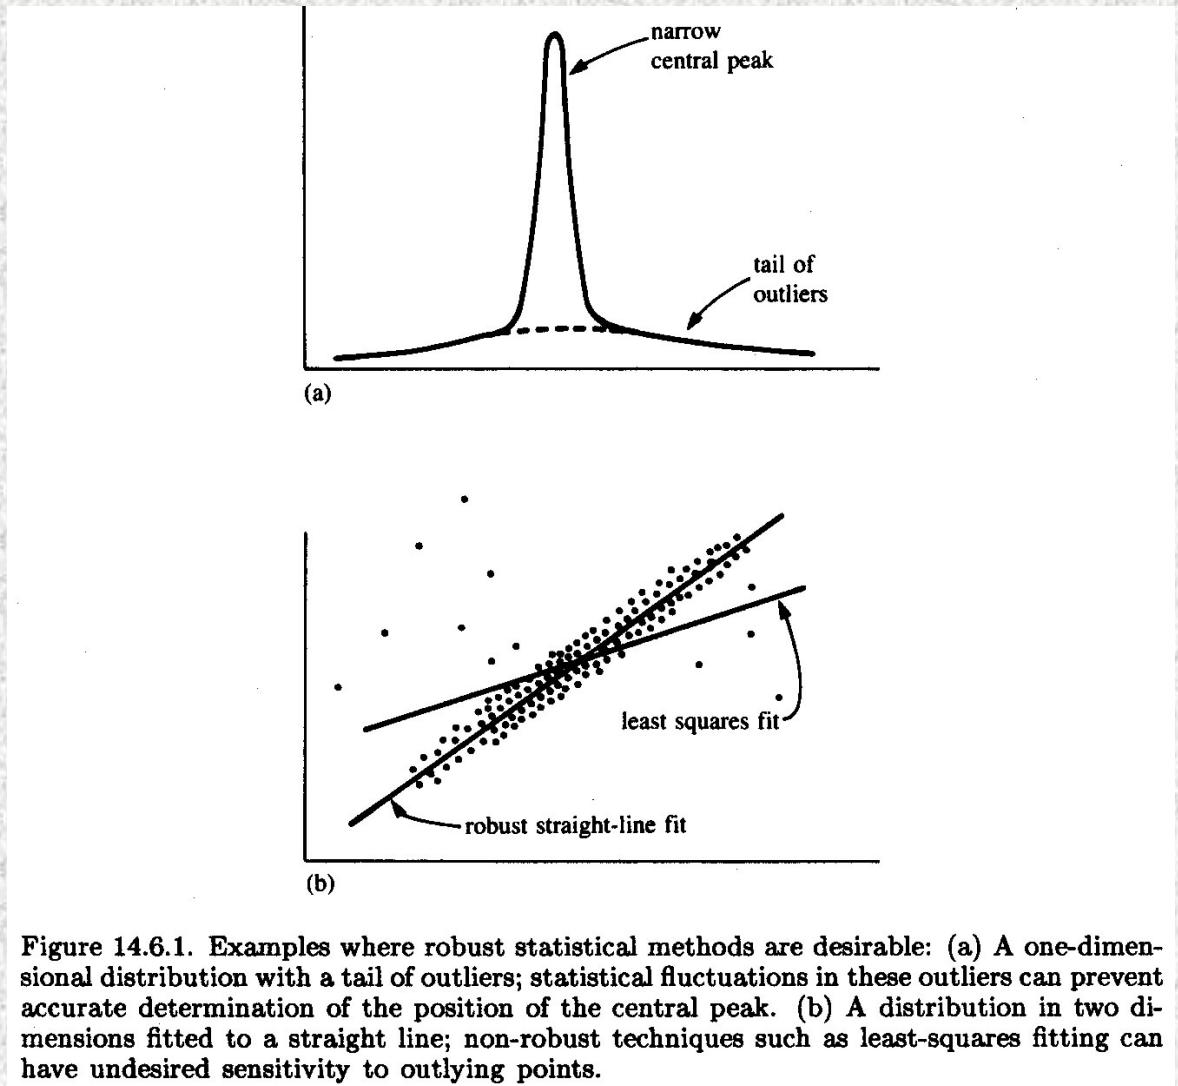 narrow
central peak
tail of
outliers
(a)
least squares fit
robust straight-line fit
(b)
Figure 14.6.1. Examples where robust statistical methods are desirable: (a) A one-dimen-
sional distribution with a tail of outliers; statistical fluctuations in these outliers can prevent
accurate determination of the position of the central peak. (b) A distribution in two di-
mensions fitted to a straight line; non-robust techniques such as least-squares fitting can
have undesired sensitivity to outlying points.